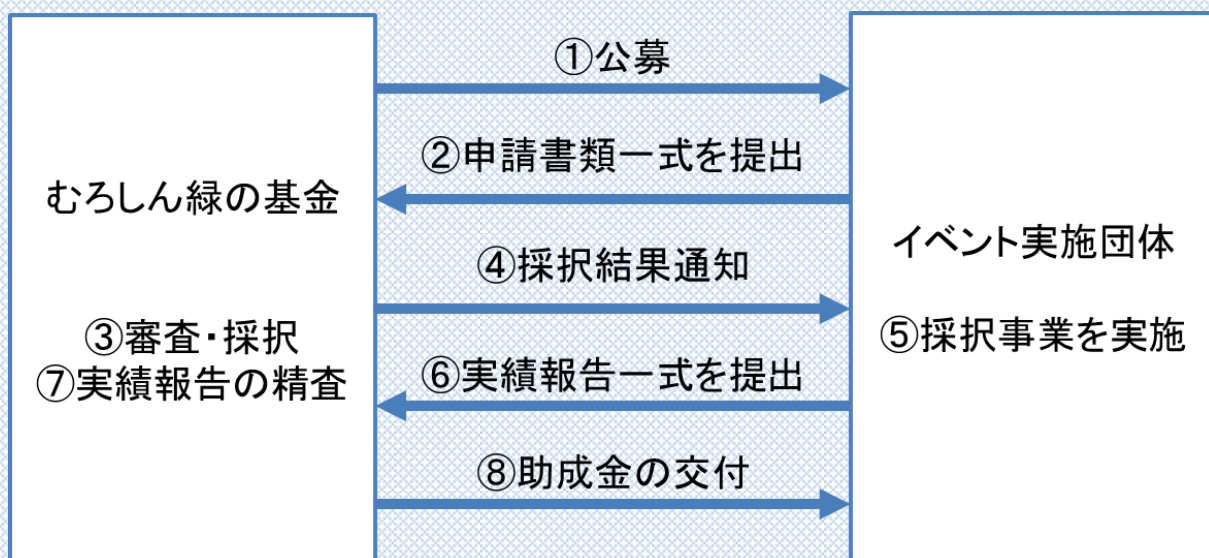 むろしん緑の基金
③審査・採択
⑦実績報告の精査
①公募
②申請書類一式を提出
④採択結果通知
⑥実績報告一式を提出
⑧助成金の交付
イベント実施団体
⑤採択事業を実施